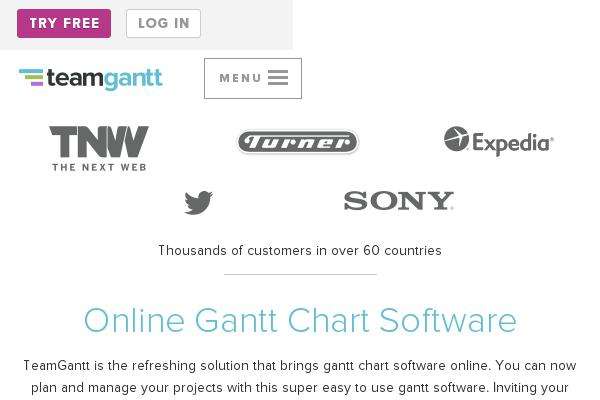 TRY FREE LOG IN
teamgantt MENU
TNW
THE NEXT WEB
Turner
Expedia®
SONY
Thousands of customers in over 60 countries
Online Gantt Chart Software
TeamGantt is the refreshing solution that brings gantt chart software online. You can now
plan and manage your projects with this super easy to use gantt software. Inviting your